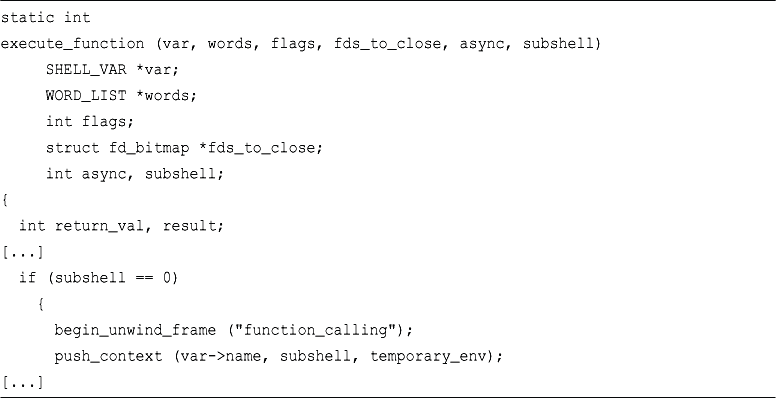 static int
execute_function (var, words, flags, fds_to_close, async, subshell)
     SHELL_VAR *var;
     WORD_LIST *words;
     int flags;
     struct fd_bitmap *fds_to_close;
     int async, subshell;
{
  int return_val, result;
[...]
  if (subshell == 0)
    {
      begin_unwind_frame ("function_calling");
      push_context (var->name, subshell, temporary_env);
[...]